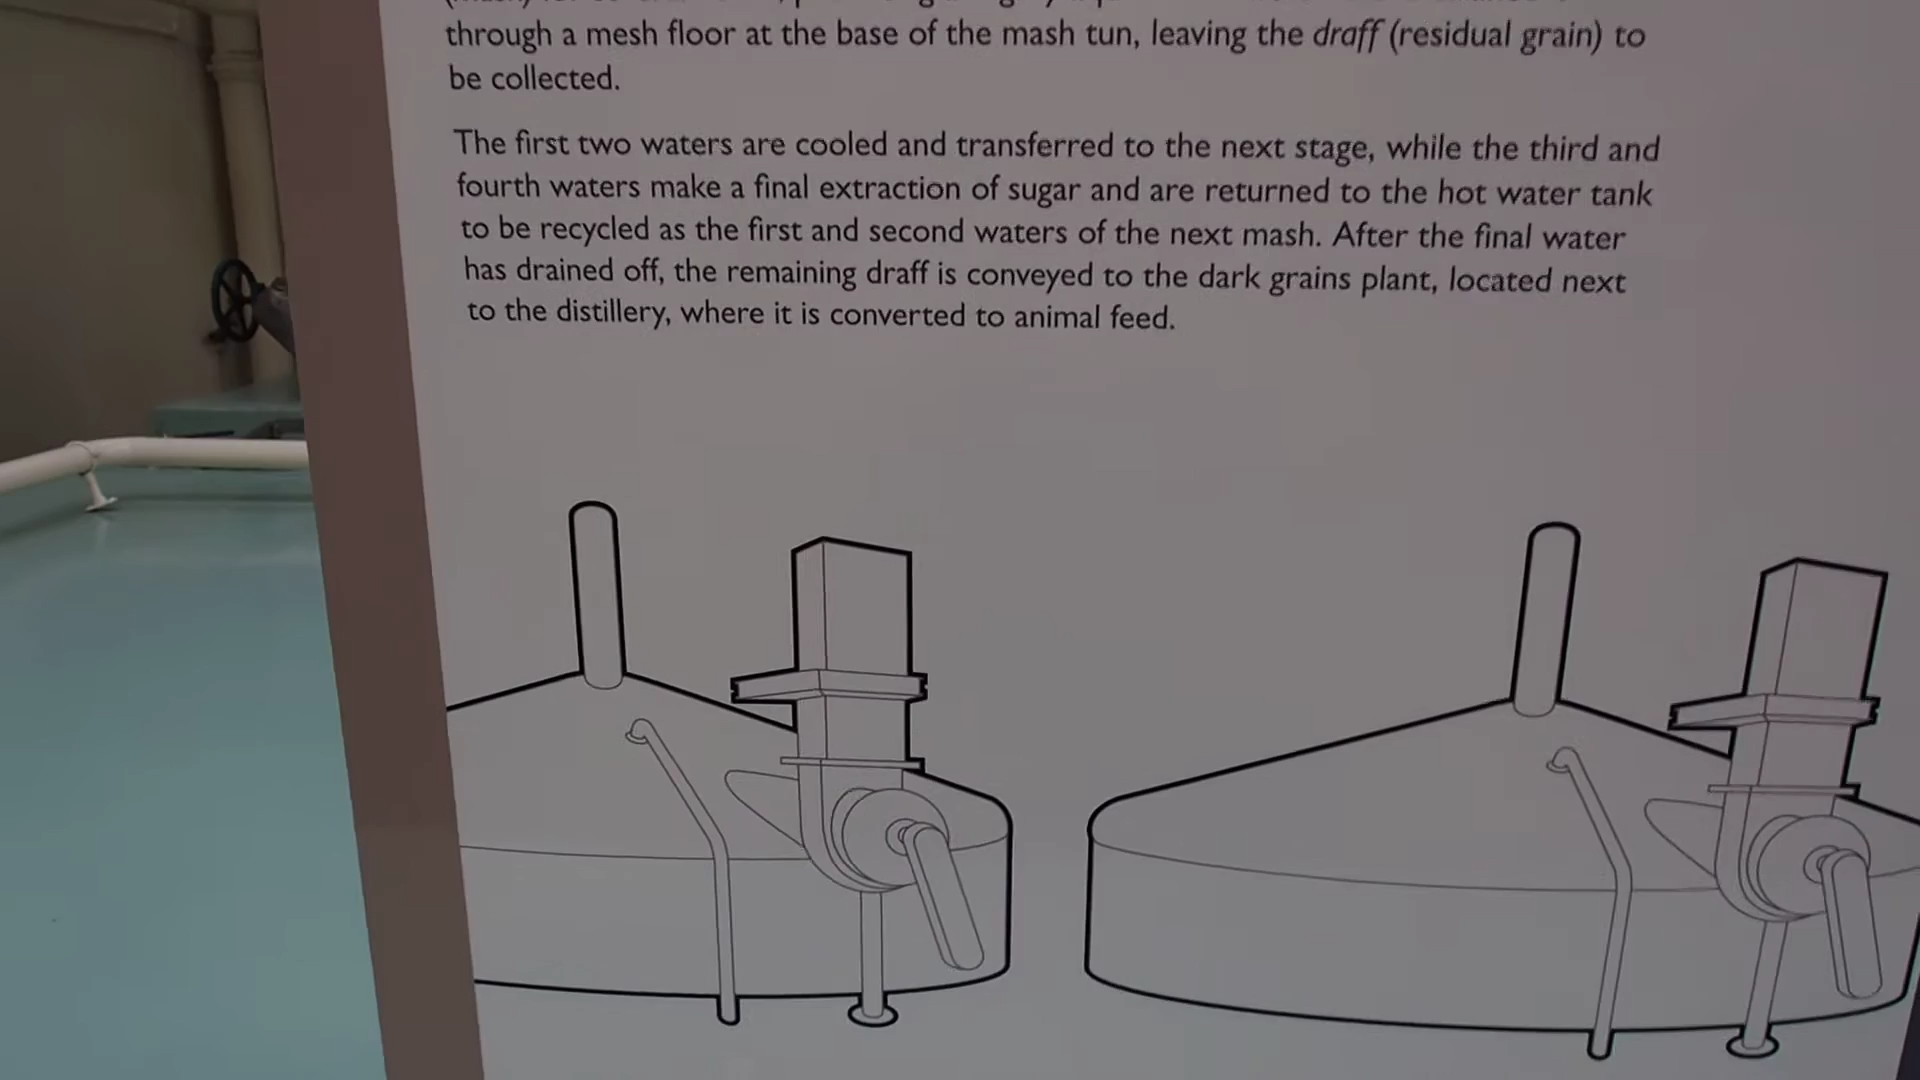 through a mesh floor at the base of the mash tun, leaving the draff (residual grain) to
be collected.
The first two waters are cooled and transferred to the next stage, while the third and
fourth waters make a final extraction of sugar and are returned to the hot water tank
to be recycled as the first and second waters of the next mash. After the final water
has drained off, the remaining draff is conveyed to the dark grains plant, located next
to the distillery, where it is converted to animal feed.